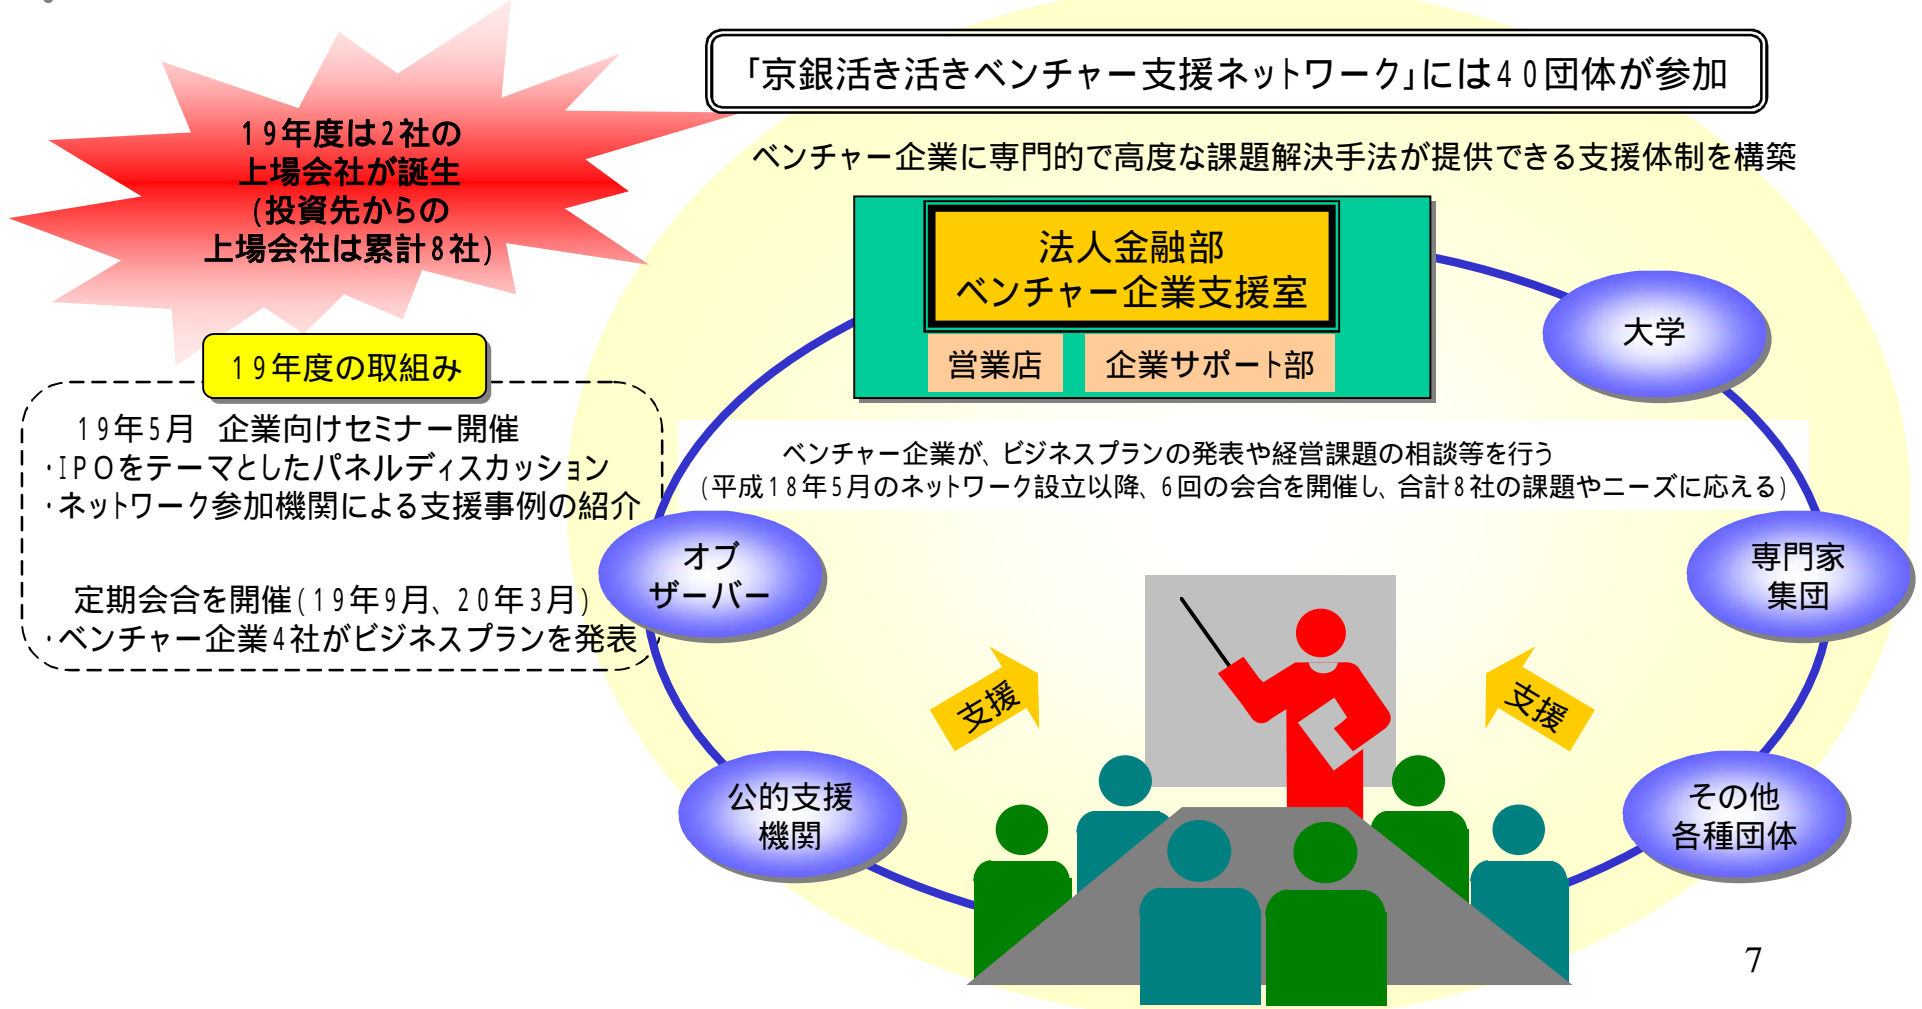 「京銀活き活きベンチャー支援ネットワーク」には40団体が参加
19年度は2社の
上場会社が誕生
(投資先からの
上場会社は累計8社)
ベンチャー企業に専門的で高度な課題解決手法が提供できる支援体制を構築
法人金融部
ベンチャー企業支援室
営業店
企業サポート部
大学
19年度の取組み
19年5月 企業向けセミナー開催
・IPOをテーマとしたパネルディスカッション
・ネットワーク参加機関による支援事例の紹介
定期会合を開催(19年9月、20年3月)
・ベンチャー企業4社がビジネスプランを発表
ベンチャー企業が、ビジネスプランの発表や経営課題の相談等を行う
(平成18年5月のネットワーク設立以降、6回の会合を開催し、合計8社の課題やニーズに応える)
オブ
ザーバー
専門家
集団
支援
支援
公的支援
機関
その他
各種団体
7